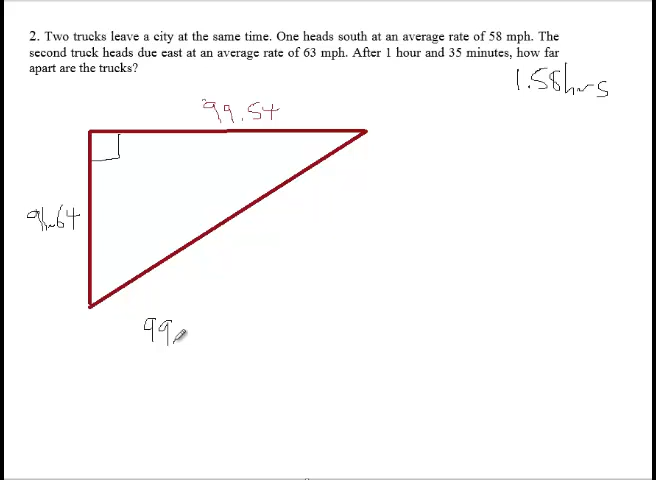 2. Two trucks leave a city at the same time. One heads south at an average rate of 58 mph. The
second truck heads due east at an average rate of 63 mph. After 1 hour and 35 minutes, how far
apart are the trucks?
1.58hrs
99.54
91.64
99.